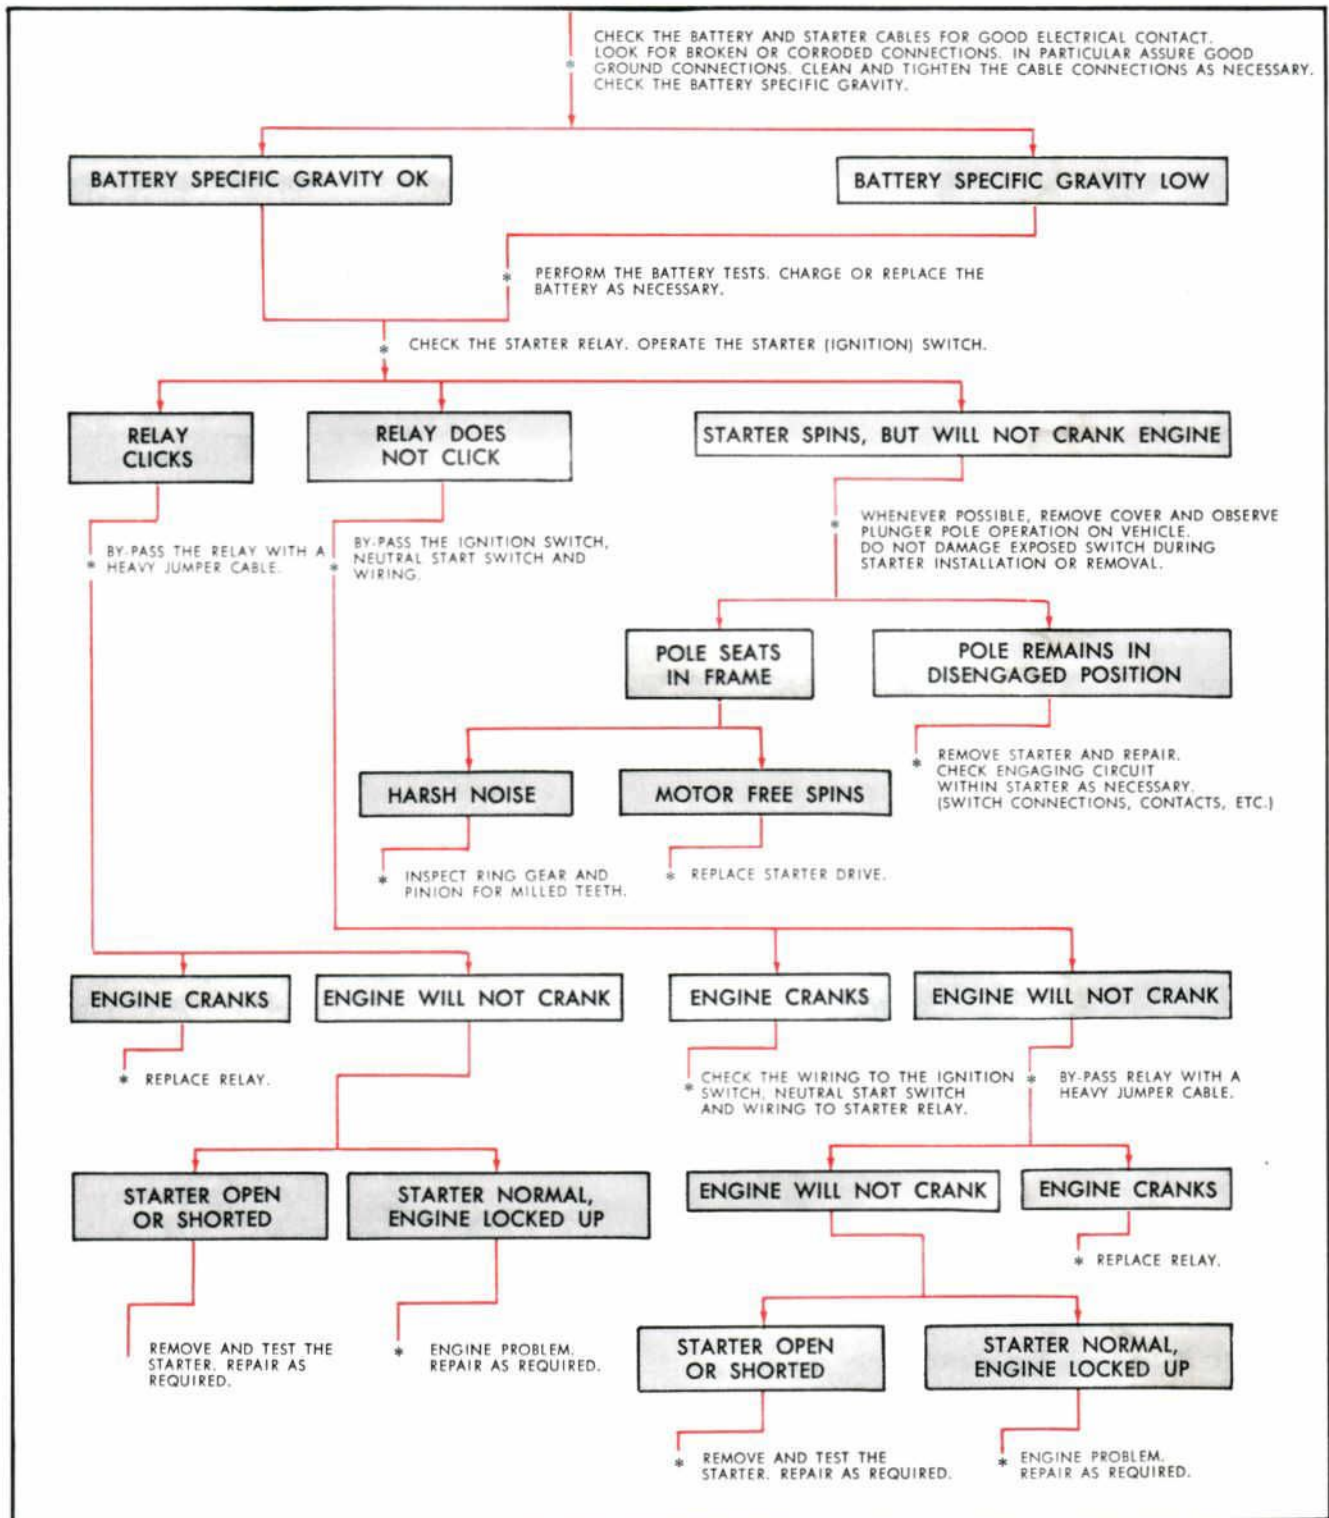 CHECK THE BATTERY AND STARTER CABLES FOR GOOD ELECTRICAL CONTACT.
LOOK FOR BROKEN OR CORRODED CONNECTIONS. IN PARTICULAR ASSURE GOOD
* GROUND CONNECTIONS. CLEAN AND TIGHTEN THE CABLE CONNECTIONS AS NECESSARY.
CHECK THE BATTERY SPECIFIC GRAVITY.
BATTERY SPECIFIC GRAVITY OK
BATTERY SPECIFIC GRAVITY LOW
* PERFORM THE BATTERY TESTS. CHARGE OR REPLACE THE
BATTERY AS NECESSARY.
* CHECK THE STARTER RELAY. OPERATE THE STARTER (IGNITION) SWITCH.
RELAY
CLICKS
RELAY DOES
NOT CLICK
STARTER SPINS, BUT WILL NOT CRANK ENGINE
* BY-PASS THE RELAY WITH A
HEAVY JUMPER CABLE.
BY-PASS THE IGNITION SWITCH,
* NEUTRAL START SWITCH AND
WIRING.
WHENEVER POSSIBLE, REMOVE COVER AND OBSERVE
* PLUNGER POLE OPERATION ON VEHICLE.
DO NOT DAMAGE EXPOSED SWITCH DURING
STARTER INSTALLATION OR REMOVAL.
POLE SEATS
IN FRAME
POLE REMAINS IN
DISENGAGED POSITION
REMOVE STARTER AND REPAIR.
* CHECK ENGAGING CIRCUIT
WITHIN STARTER AS NECESSARY.
(SWITCH CONNECTIONS, CONTACTS, ETC.)
HARSH NOISE
MOTOR FREE SPINS
* INSPECT RING GEAR AND
PINION FOR MILLED TEETH.
* REPLACE STARTER DRIVE.
ENGINE CRANKS
ENGINE WILL NOT CRANK
ENGINE CRANKS
ENGINE WILL NOT CRANK
* REPLACE RELAY.
CHECK THE WIRING TO THE IGNITION
* SWITCH, NEUTRAL START SWITCH
AND WIRING TO STARTER RELAY.
* BY-PASS RELAY WITH A
HEAVY JUMPER CABLE.
STARTER OPEN
OR SHORTED
STARTER NORMAL,
ENGINE LOCKED UP
ENGINE WILL NOT CRANK
ENGINE CRANKS
* REPLACE RELAY.
REMOVE AND TEST THE
STARTER. REPAIR AS
REQUIRED.
* ENGINE PROBLEM.
REPAIR AS REQUIRED.
STARTER OPEN
OR SHORTED
STARTER NORMAL,
ENGINE LOCKED UP
* REMOVE AND TEST THE
STARTER. REPAIR AS REQUIRED.
* ENGINE PROBLEM.
REPAIR AS REQUIRED.